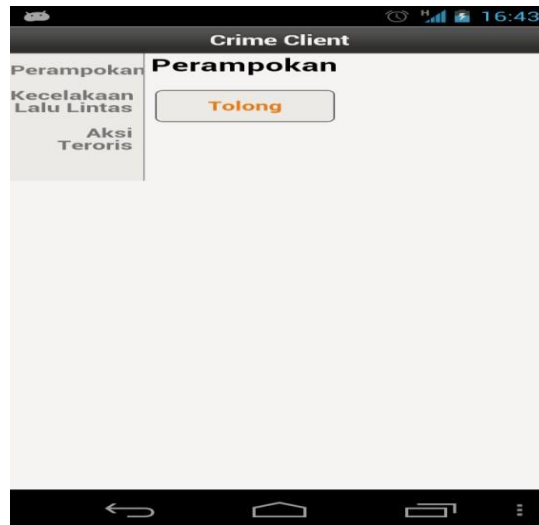 H 16:43
Crime Client
Perampokan
Kecelakaan
Lalu Lintas
Aksi
Teroris
Perampokan
Tolong